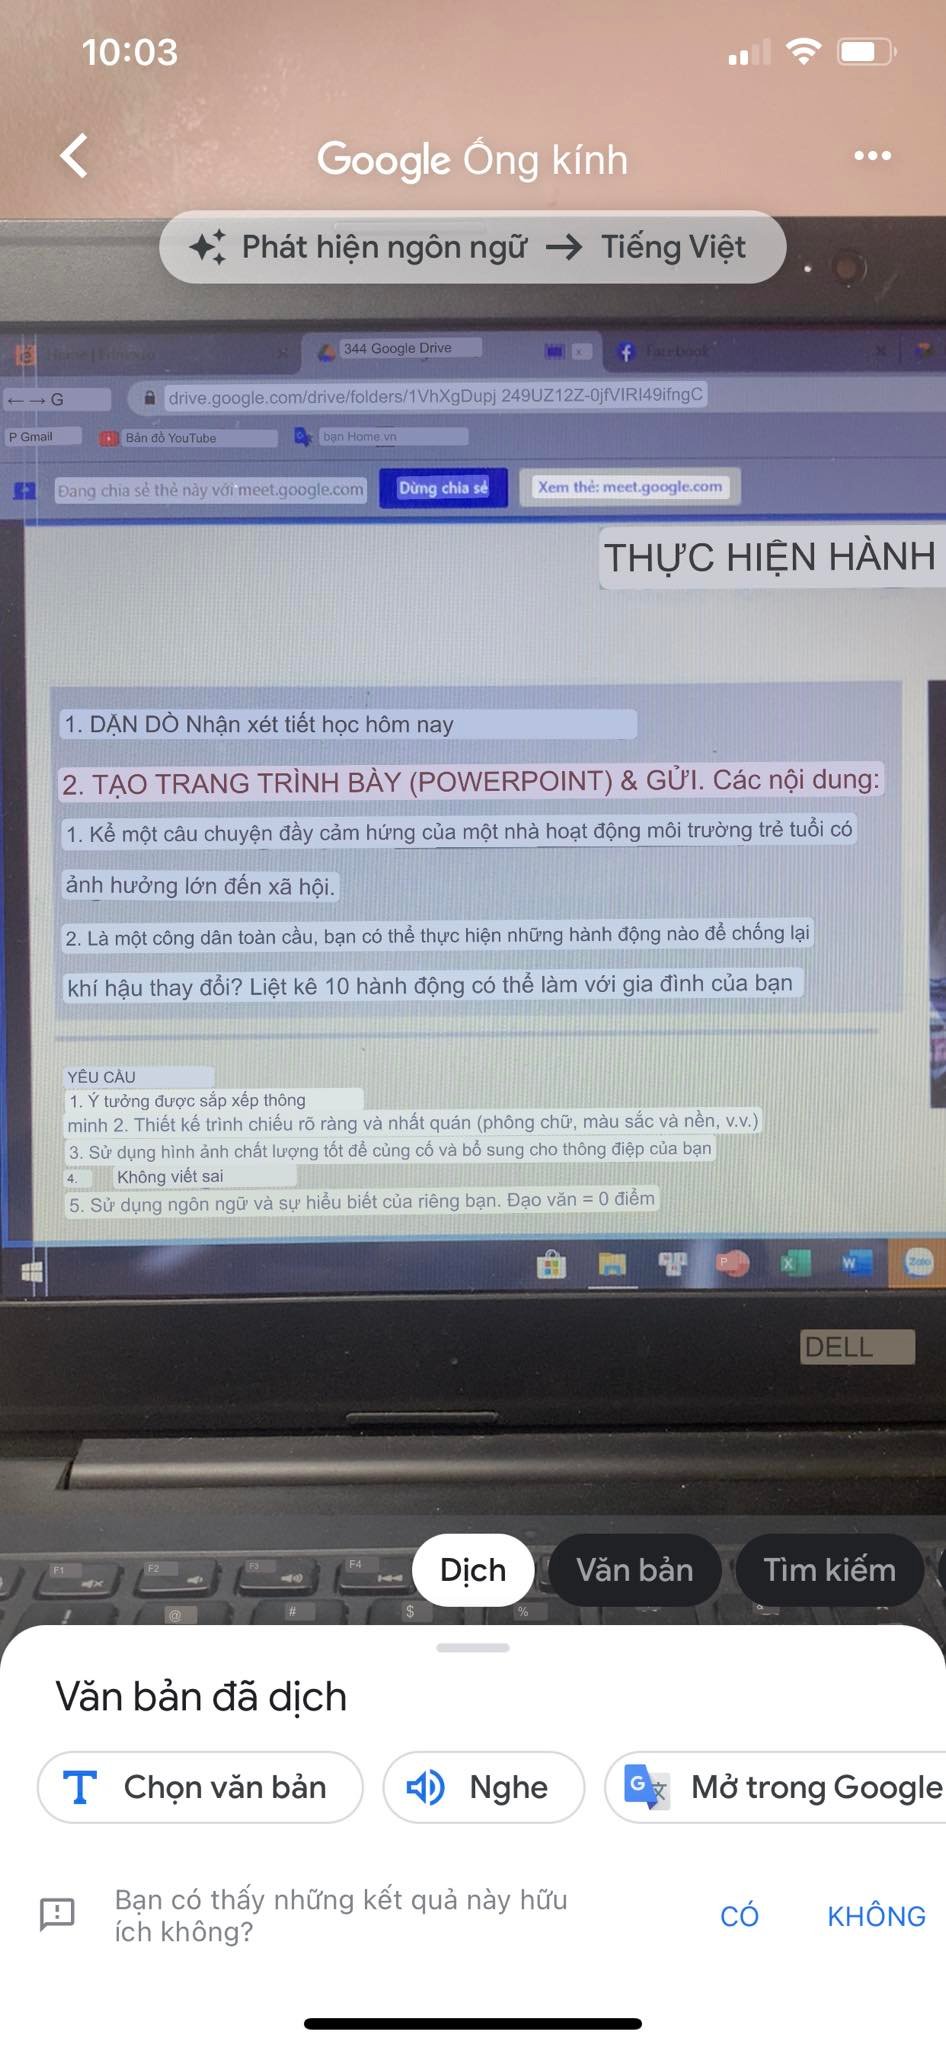 10:03
Google Ống kính
Phát hiện ngôn ngữ → Tiếng Việt
344 Google Drive
x
Facebook
← → G
drive.google.com/drive/folders/1VhXgDupj 249UZ12Z-0jfVIRI49ifngC
P Gmail
Bản đồ YouTube
bạn Home.vn
Đang chia sẻ thẻ này với meet.google.com
Dừng chia sẻ
Xem thẻ: meet.google.com
THỰC HIỆN HÀNH
1. DẶN DÒ Nhận xét tiết học hôm nay
2. TẠO TRANG TRÌNH BÀY (POWERPOINT) & GỬI. Các nội dung:
1. Kể một câu chuyện đầy cảm hứng của một nhà hoạt động môi trường trẻ tuổi có
ảnh hưởng lớn đến xã hội.
2. Là một công dân toàn cầu, bạn có thể thực hiện những hành động nào để chống lại
khí hậu thay đổi? Liệt kê 10 hành động có thể làm với gia đình của bạn
YÊU CẦU
1. Ý tưởng được sắp xếp thông
minh 2. Thiết kế trình chiếu rõ ràng và nhất quán (phông chữ, màu sắc và nền, v.v.)
3. Sử dụng hình ảnh chất lượng tốt để củng cố và bổ sung cho thông điệp của bạn
4. Không viết sai
5. Sử dụng ngôn ngữ và sự hiểu biết của riêng bạn. Đạo văn = 0 điểm
Zalo
DELL
F1
F2
F3
F4
Dịch
Văn bản
Tìm kiếm
! @ # $ %
Văn bản đã dịch
Chọn văn bản
Nghe
Mở trong Google
Bạn có thấy những kết quả này hữu
ích không?
CÓ
KHÔNG